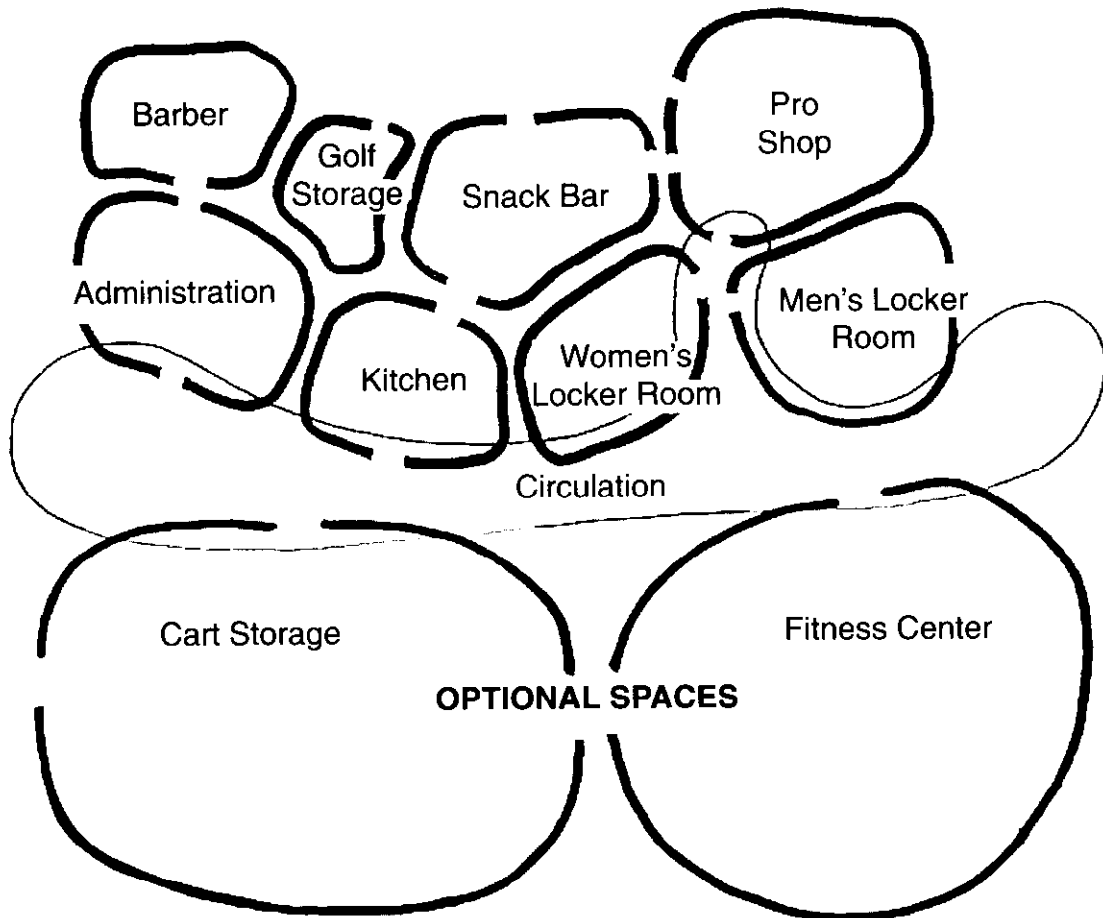 Barber
Golf
Storage
Snack Bar
Pro
Shop
Administration
Kitchen
Women's
Locker Room
Men's Locker
Room
Circulation
Cart Storage
Fitness Center
OPTIONAL SPACES